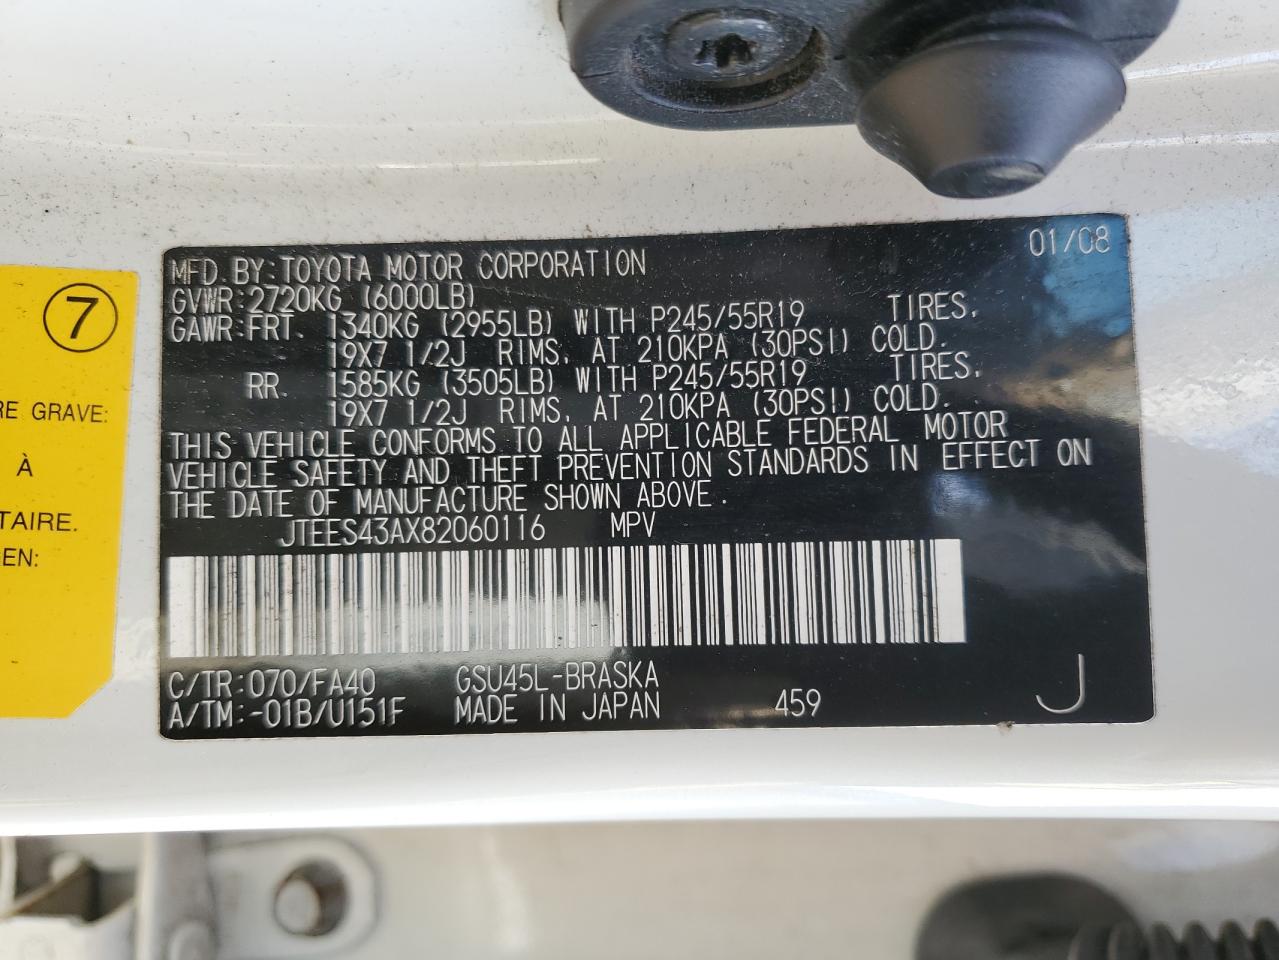 7
RE GRAVE:
À
TAIRE.
EN:
MFD. BY:TOYOTA MOTOR CORPORATION 01/08
GVWR:2720KG (6000LB)
GAWR:FRT. 1340KG (2955LB) WITH P245/55R19 TIRES,
19X7 1/2J RIMS, AT 210KPA (30PSI) COLD.
RR. 1585KG (3505LB) WITH P245/55R19 TIRES,
19X7 1/2J RIMS, AT 210KPA (30PSI) COLD.
THIS VEHICLE CONFORMS TO ALL APPLICABLE FEDERAL MOTOR
VEHICLE SAFETY AND THEFT PREVENTION STANDARDS IN EFFECT ON
THE DATE OF MANUFACTURE SHOWN ABOVE.
JTEES43AX82060116 MPV
C/TR:070/FA40 GSU45L-BRASKA
A/TM:-01B/U151F MADE IN JAPAN 459 J